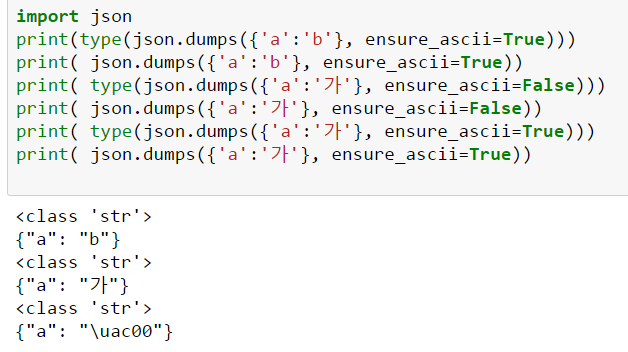 import json
print(type(json.dumps({'a':'b'}, ensure_ascii=True)))
print( json.dumps({'a':'b'}, ensure_ascii=True))
print( type(json.dumps({'a':'가'}, ensure_ascii=False)))
print( json.dumps({'a':'가'}, ensure_ascii=False))
print( type(json.dumps({'a':'가'}, ensure_ascii=True)))
print( json.dumps({'a':'가'}, ensure_ascii=True))
<class 'str'>
{"a": "b"}
<class 'str'>
{"a": "가"}
<class 'str'>
{"a": "\uac00"}